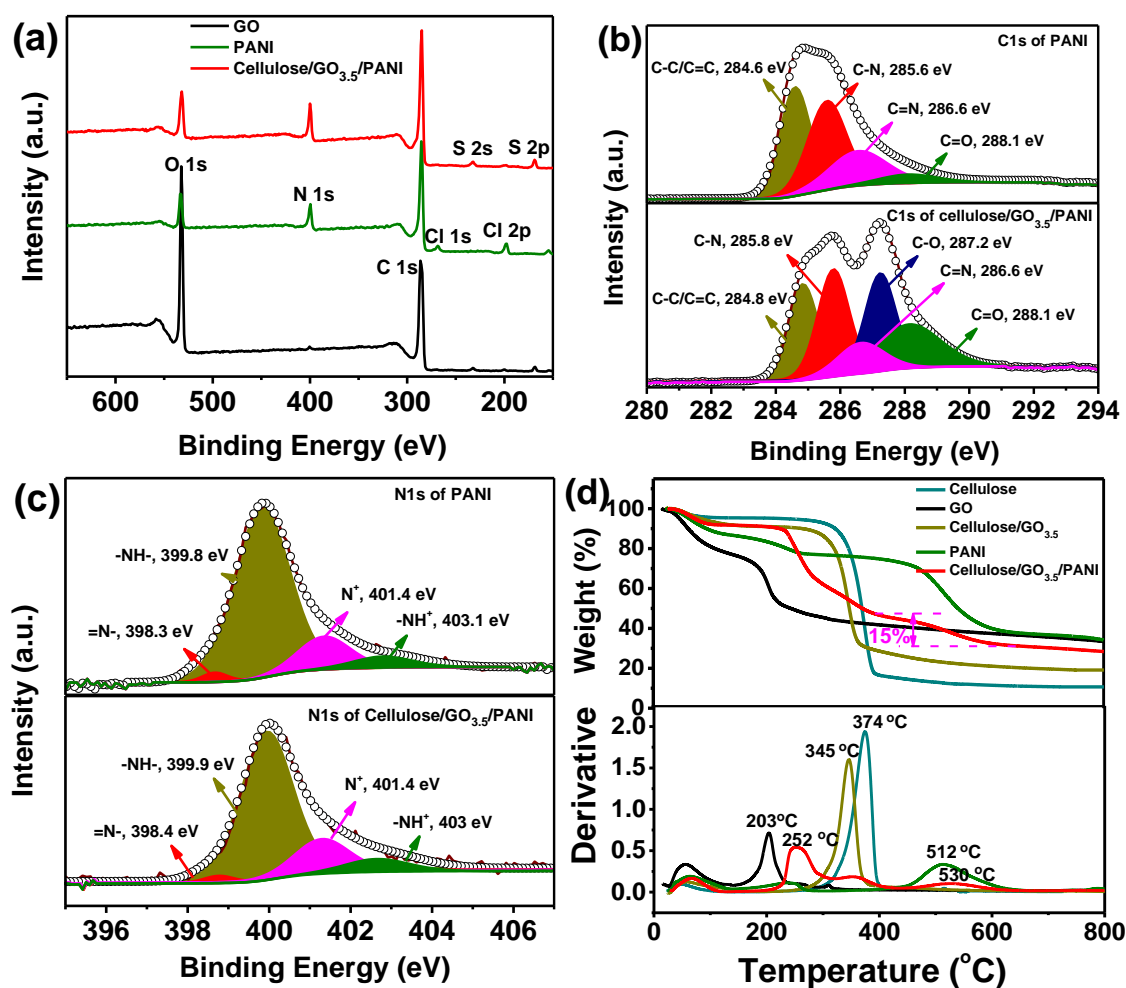 (a)
GO
PANI
Cellulose/GO3.5/PANI
O 1s
N 1s
S 2s
S 2p
Cl 1s
Cl 2p
C 1s
Intensity (a.u.)
600
500
400
300
200
Binding Energy (eV)
(b)
C1s of PANI
C-C/C=C, 284.6 eV
C-N, 285.6 eV
C=N, 286.6 eV
C=O, 288.1 eV
C1s of cellulose/GO3.5/PANI
C-N, 285.8 eV
C-O, 287.2 eV
C=N, 286.6 eV
C-C/C=C, 284.8 eV
C=O, 288.1 eV
Intensity (a.u.)
280
282
284
286
288
290
292
294
Binding Energy (eV)
(c)
N1s of PANI
-NH-, 399.8 eV
N+, 401.4 eV
=N-, 398.3 eV
-NH+, 403.1 eV
N1s of Cellulose/GO3.5/PANI
-NH-, 399.9 eV
N+, 401.4 eV
=N-, 398.4 eV
-NH+, 403 eV
Intensity (a.u.)
396
398
400
402
404
406
Binding Energy (eV)
(d)
Cellulose
GO
Cellulose/GO3.5
PANI
Cellulose/GO3.5/PANI
15%
Weight (%)
100
80
60
40
20
0
374 °C
345 °C
203°C
252 °C
512 °C
530 °C
Derivative
2.0
1.5
1.0
0.5
0.0
0
200
400
600
800
Temperature (°C)